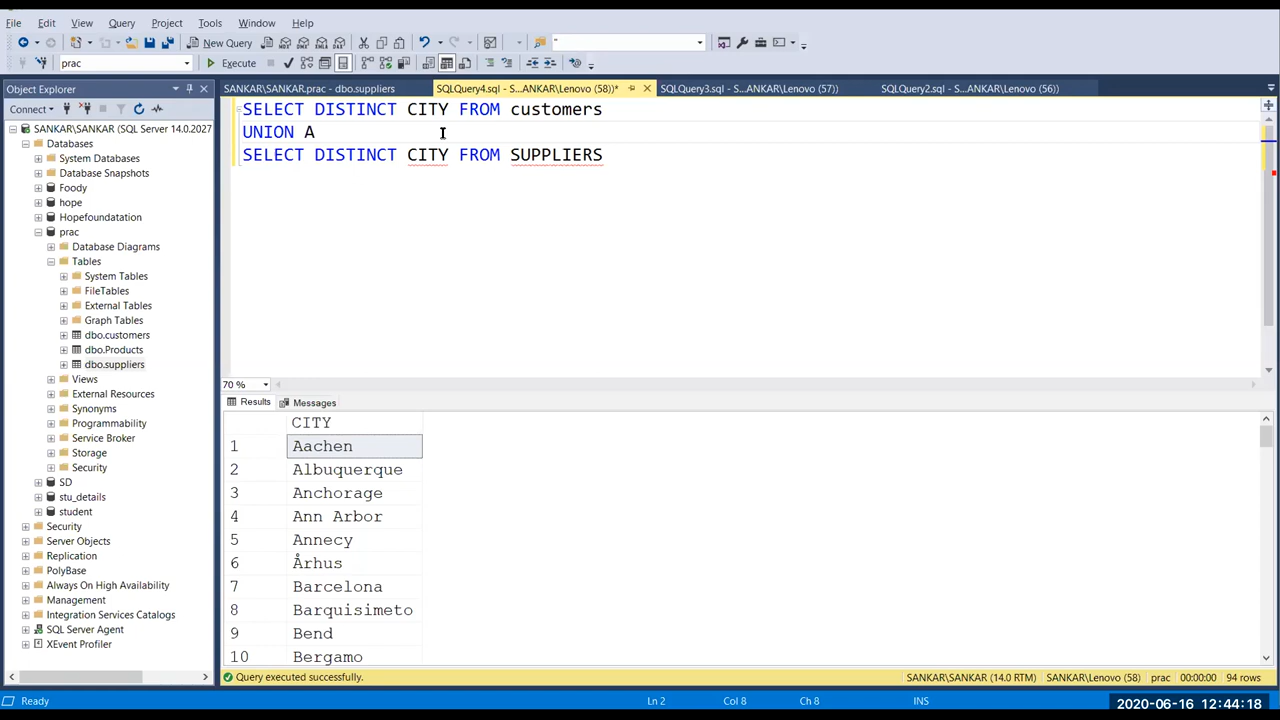 File Edit View Query Project Tools Window Help
New Query
prac Execute
Object Explorer
SANKAR\SANKAR.prac - dbo.suppliers SQLQuery4.sql - S...ANKAR\Lenovo (58))* SQLQuery3.sql - S...ANKAR\Lenovo (57)) SQLQuery2.sql - S...ANKAR\Lenovo (56))
Connect
SANKAR\SANKAR (SQL Server 14.0.2027
Databases
System Databases
Database Snapshots
Foody
hope
Hopefoundation
prac
Database Diagrams
Tables
System Tables
FileTables
External Tables
Graph Tables
dbo.customers
dbo.Products
dbo.suppliers
Views
External Resources
Synonyms
Programmability
Service Broker
Storage
Security
SD
stu_details
student
Security
Server Objects
Replication
PolyBase
Always On High Availability
Management
Integration Services Catalogs
SQL Server Agent
XEvent Profiler
SELECT DISTINCT CITY FROM customers
UNION A
SELECT DISTINCT CITY FROM SUPPLIERS
70 %
Results Messages
CITY
1 Aachen
2 Albuquerque
3 Anchorage
4 Ann Arbor
5 Annecy
6 Århus
7 Barcelona
8 Barquisimeto
9 Bend
10 Bergamo
Query executed successfully. SANKAR\SANKAR (14.0 RTM) SANKAR\Lenovo (58) prac 00:00:00 94 rows
Ready Ln 2 Col 8 Ch 8 INS
2020-06-16 12:44:18